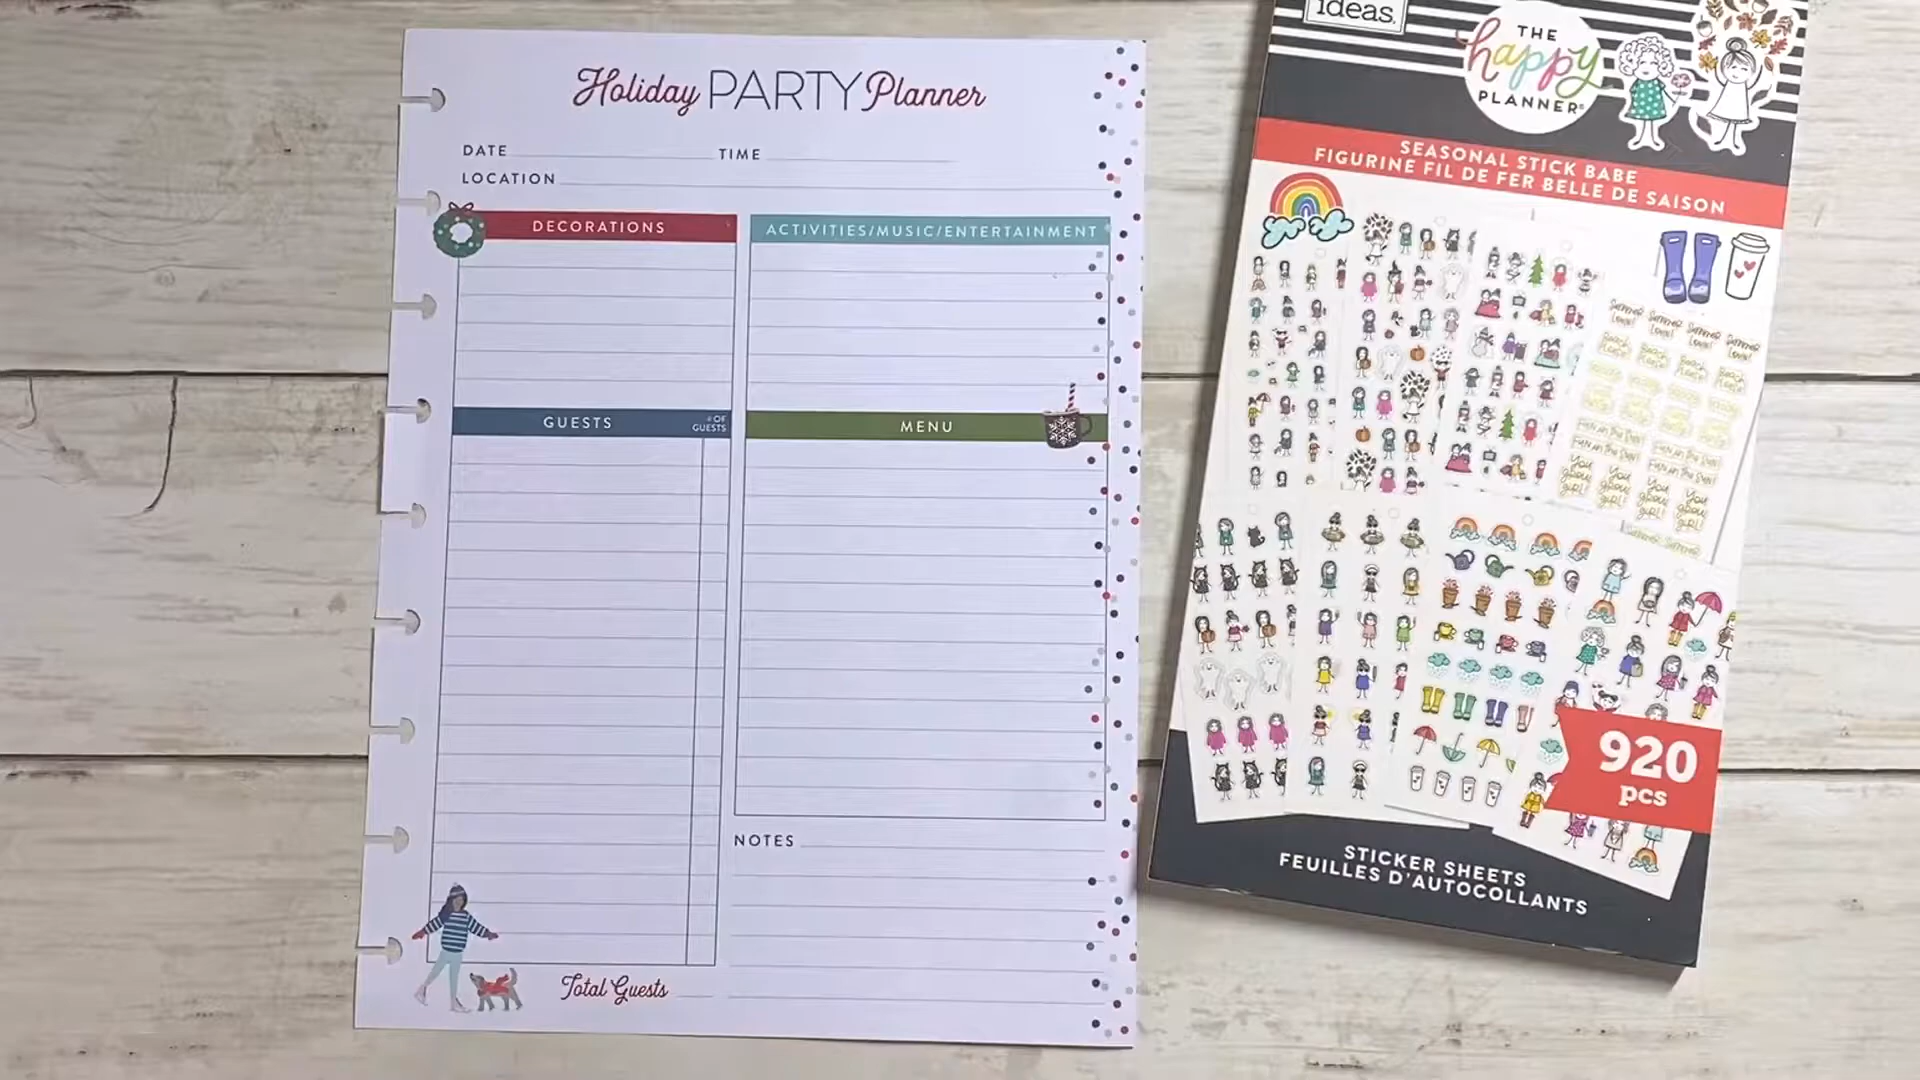 Holiday PARTY Planner
DATE
TIME
LOCATION
DECORATIONS
ACTIVITIES/MUSIC/ENTERTAINMENT
GUESTS
# OF
GUESTS
MENU
NOTES
Total Guests
ideas
THE
happy
PLANNER®
SEASONAL STICK BABE
FIGURINE FIL DE FER BELLE DE SAISON
920
pcs
STICKER SHEETS
FEUILLES D'AUTOCOLLANTS